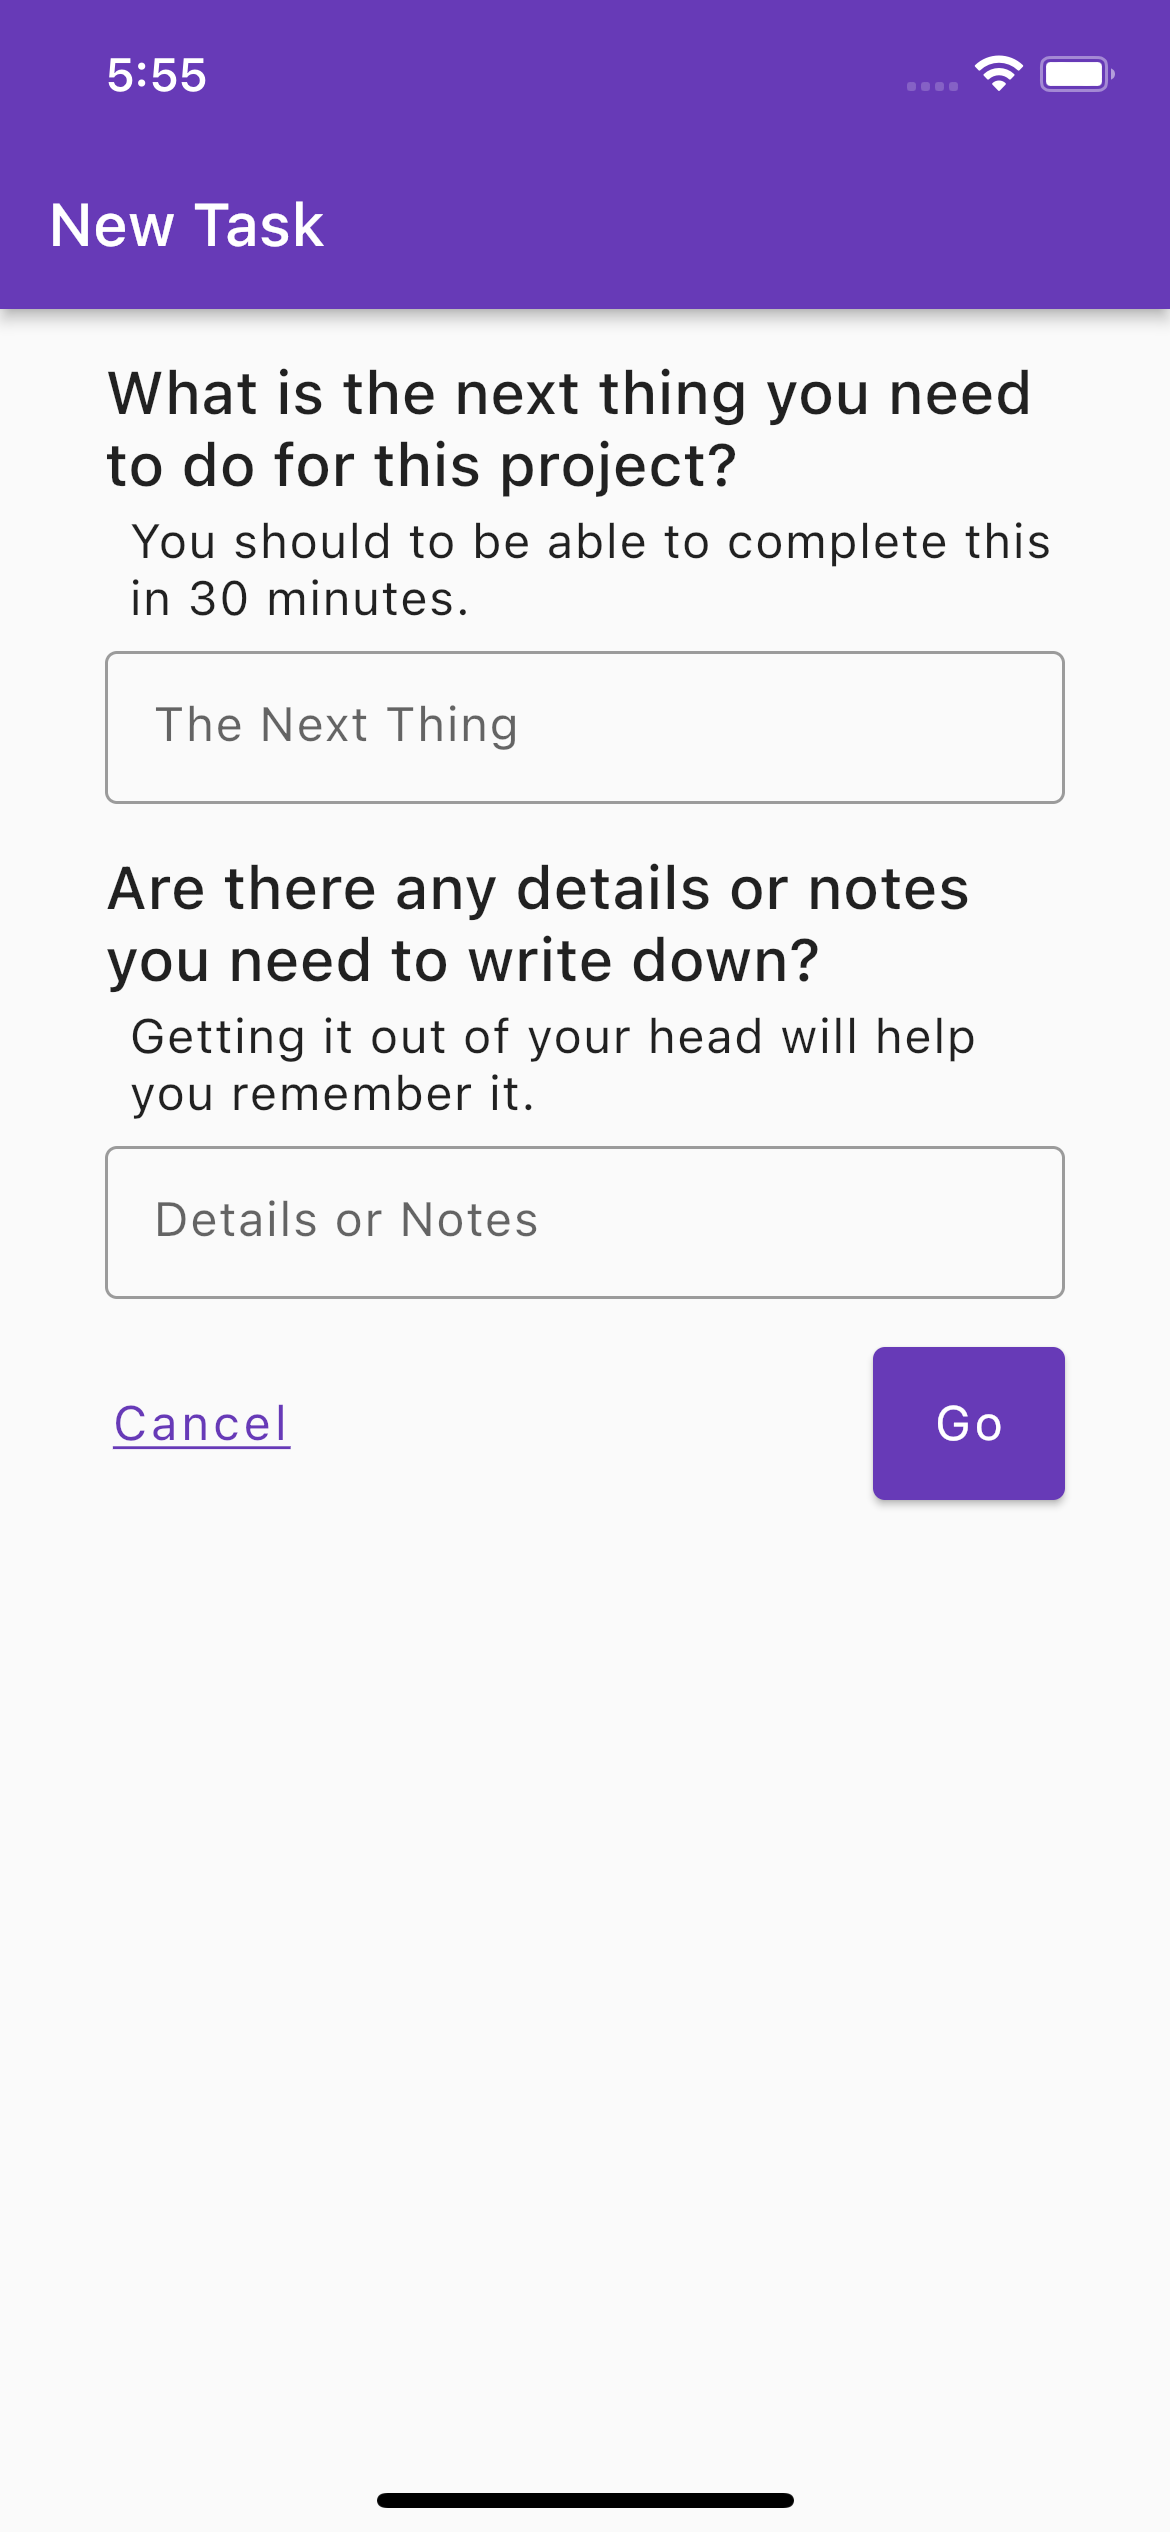 5:55
New Task
What is the next thing you need
to do for this project?
You should to be able to complete this
in 30 minutes.
The Next Thing
Are there any details or notes
you need to write down?
Getting it out of your head will help
you remember it.
Details or Notes
Cancel
Go